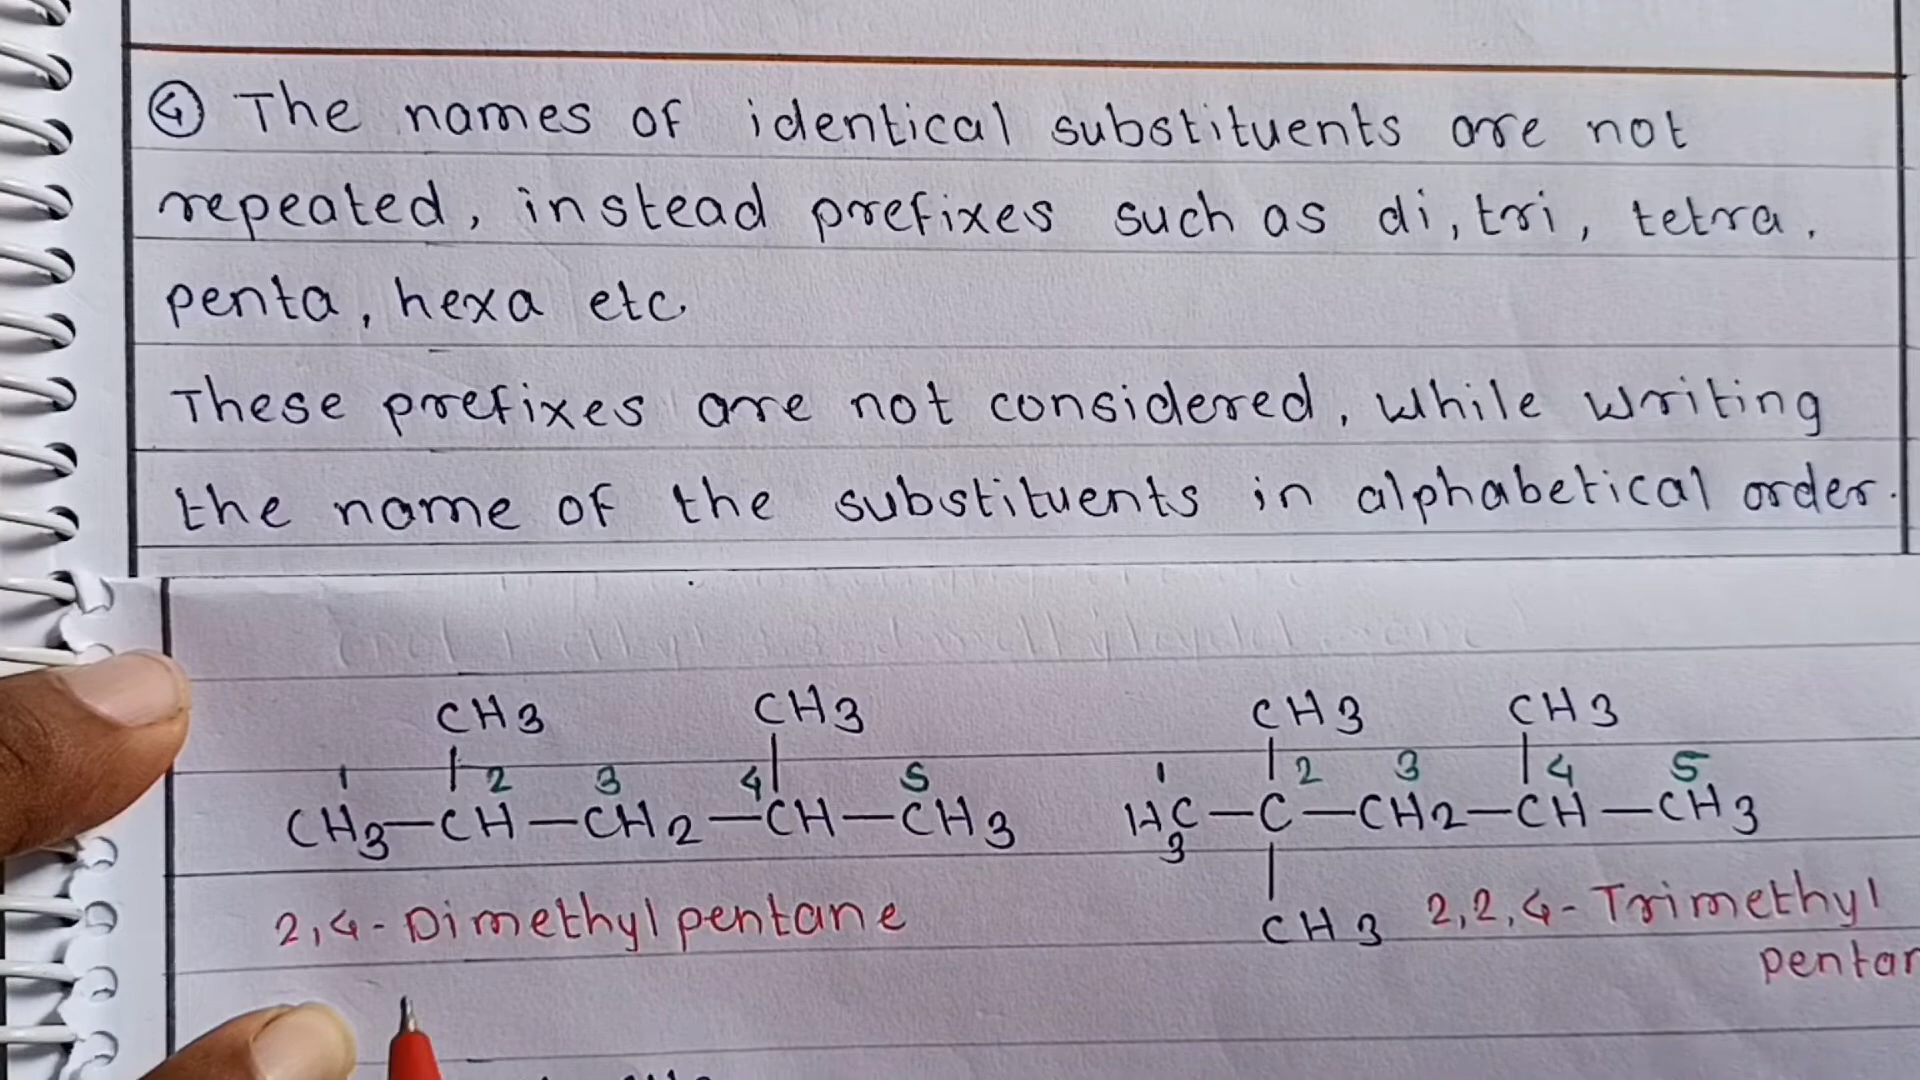 ④ The names of identical substituents are not
repeated, instead prefixes such as di, tri, tetra,
penta, hexa etc.
These prefixes are not considered, while writing
the name of the substituents in alphabetical order.
CH3 CH3 CH3 CH3
1 2 3 4 5 1 2 3 4 5
CH3-CH-CH2-CH-CH3 H3C-C-CH2-CH-CH3
2,4-Dimethylpentane CH3 2,2,4-Trimethyl